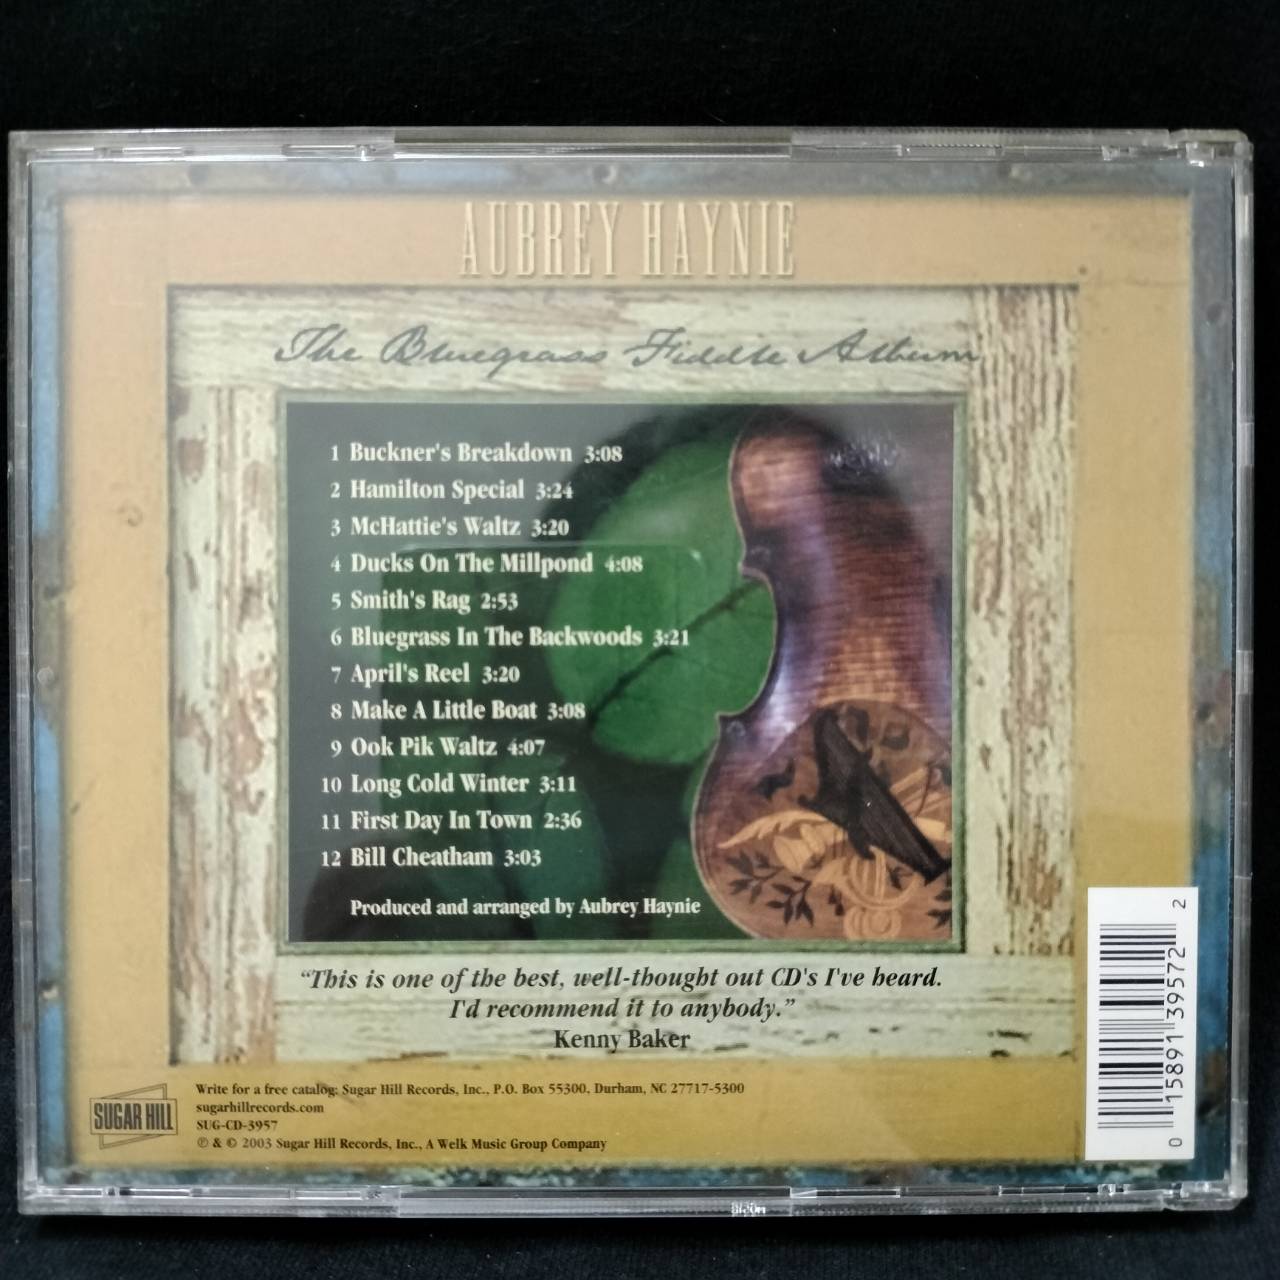 AUBREY HAYNIE
The Bluegrass Fiddle Album
1 Buckner's Breakdown 3:08
2 Hamilton Special 3:24
3 McHattie's Waltz 3:20
4 Ducks On The Millpond 4:08
5 Smith's Rag 2:53
6 Bluegrass In The Backwoods 3:21
7 April's Reel 3:20
8 Make A Little Boat 3:08
9 Ook Pik Waltz 4:07
10 Long Cold Winter 3:11
11 First Day In Town 2:36
12 Bill Cheatham 3:03
Produced and arranged by Aubrey Haynie
“This is one of the best, well-thought out CD's I've heard.
I'd recommend it to anybody.”
Kenny Baker
SUGAR HILL
Write for a free catalog: Sugar Hill Records, Inc., P.O. Box 55300, Durham, NC 27717-5300
sugarhillrecords.com
SUG-CD-3957
℗ & © 2003 Sugar Hill Records, Inc., A Welk Music Group Company
0 15891 39572 2